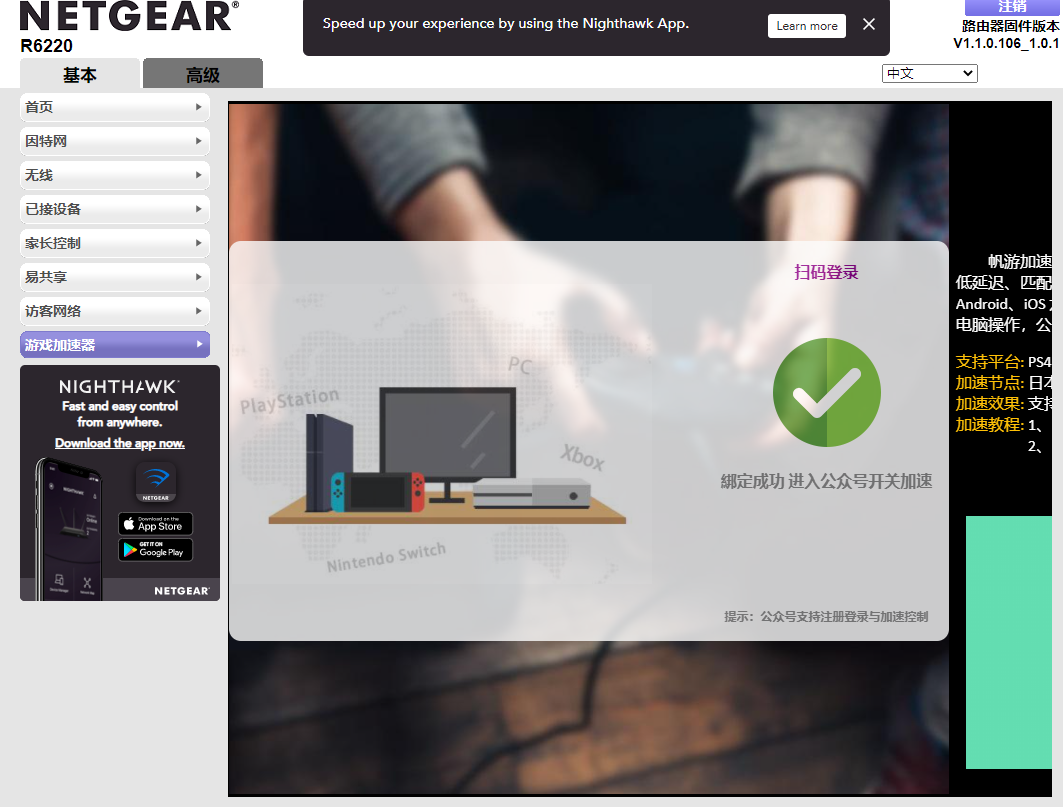 NETGEAR®
R6220
Speed up your experience by using the Nighthawk App.
Learn more
注销
路由器固件版本
V1.1.0.106_1.0.1
基本
高级
中文
首页
因特网
无线
已接设备
家长控制
易共享
访客网络
游戏加速器
NIGHTHAWK
Fast and easy control
from anywhere.
Download the app now.
NETGEAR
Download on the
App Store
GET IT ON
Google Play
NETGEAR
扫码登录
PlayStation
PC
Xbox
Nintendo Switch
綁定成功 进入公众号开关加速
提示：公众号支持注册登录与加速控制
帆游加速
低延迟、匹配
Android、iOS
电脑操作，公
支持平台: PS4
加速节点: 日本
加速效果: 支持
加速教程: 1、
2、